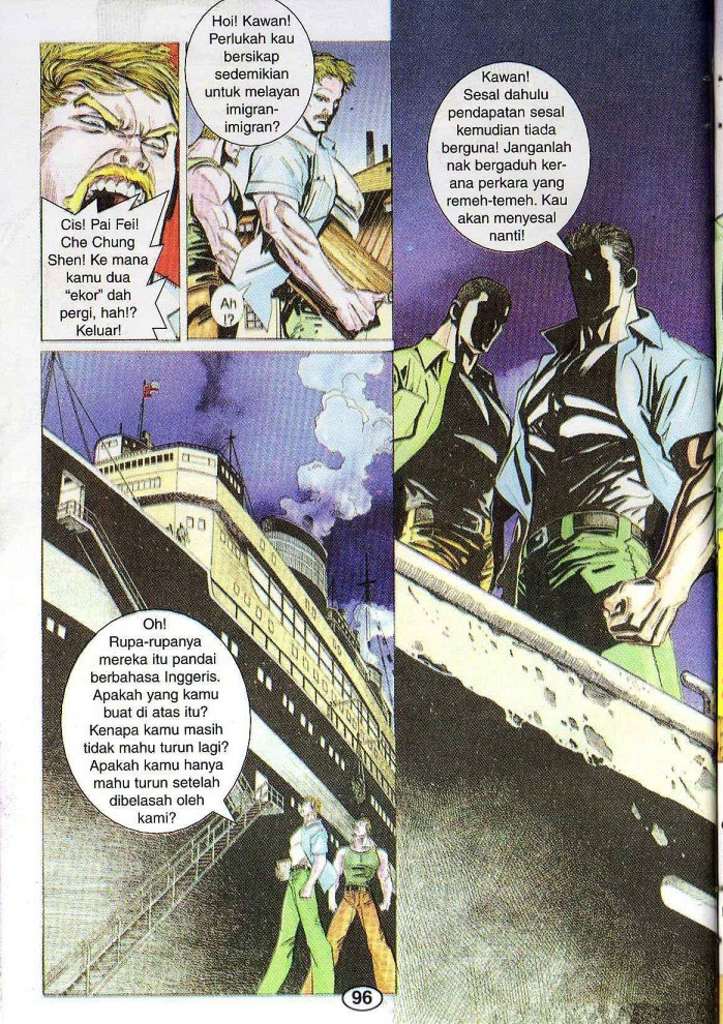 Cis! Pai Fei!
Che Chung
Shen! Ke mana
kamu dua
“ekor” dah
pergi, hah!?
Keluar!
Hoi! Kawan!
Perlukah kau
bersikap
sedemikian
untuk melayan
imigran-
imigran?
Ah
!?
Kawan!
Sesal dahulu
pendapatan sesal
kemudian tiada
berguna! Janganlah
nak bergaduh ker-
ana perkara yang
remeh-temeh. Kau
akan menyesal
nanti!
Oh!
Rupa-rupanya
mereka itu pandai
berbahasa Inggeris.
Apakah yang kamu
buat di atas itu?
Kenapa kamu masih
tidak mahu turun lagi?
Apakah kamu hanya
mahu turun setelah
dibelasah oleh
kami?
96